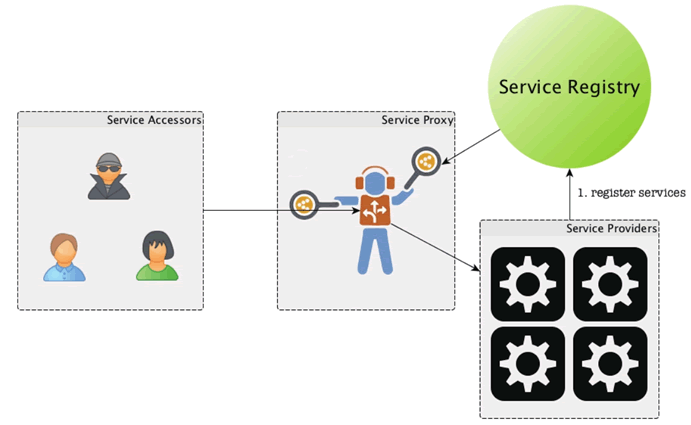 Service Registry
Service Accessors
Service Proxy
1. register services
Service Providers